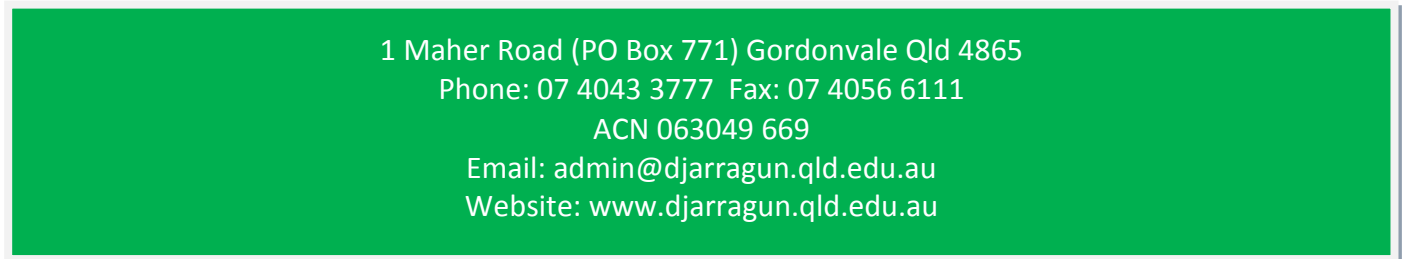 1 Maher Road (PO Box 771) Gordonvale Qld 4865
Phone: 07 4043 3777  Fax: 07 4056 6111
ACN 063049 669
Email: admin@djarragun.qld.edu.au
Website: www.djarragun.qld.edu.au